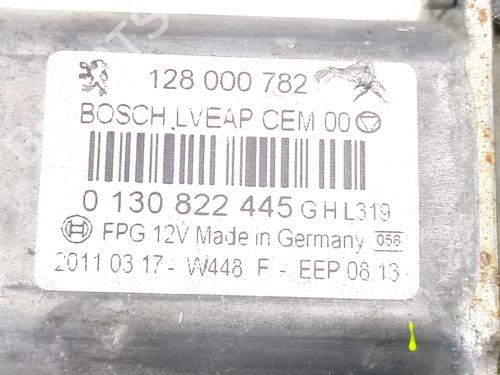 128 000 782
BOSCH LVEAP CEM 00
0 130 822 445 GHL319
FPG 12V Made in Germany 056
2011 03 17 - W448 F - EEP 08.13